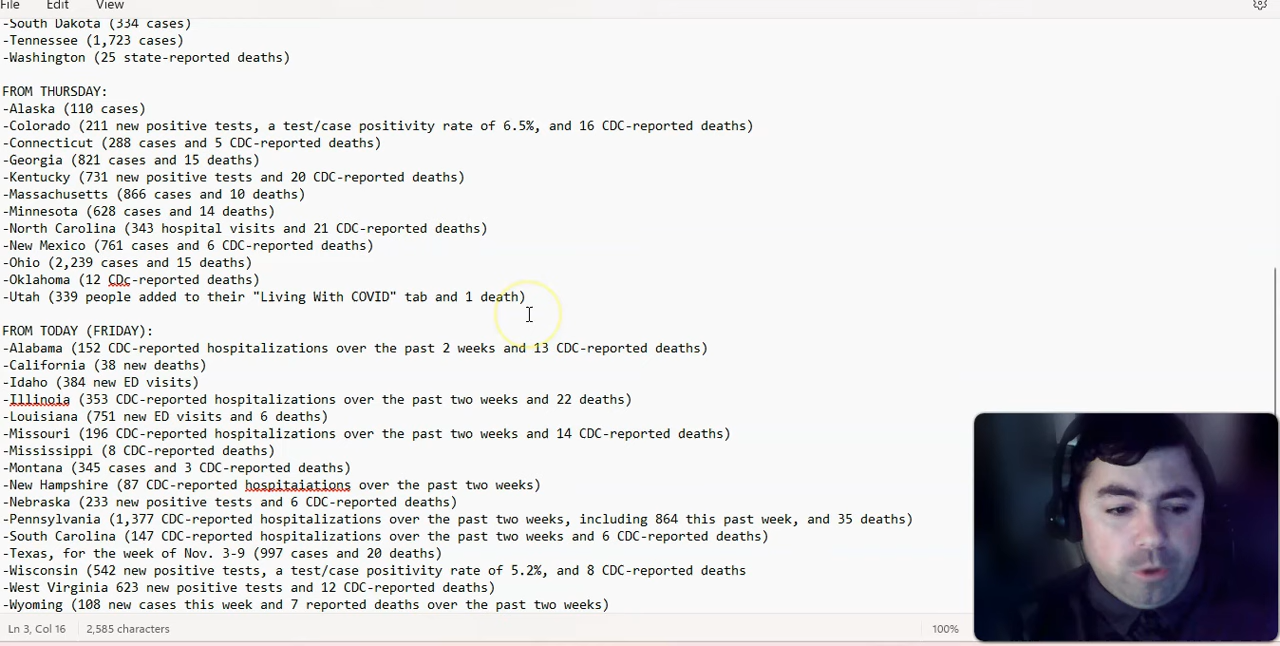 File Edit View
-South Dakota (334 cases)
-Tennessee (1,723 cases)
-Washington (25 state-reported deaths)
FROM THURSDAY:
-Alaska (110 cases)
-Colorado (211 new positive tests, a test/case positivity rate of 6.5%, and 16 CDC-reported deaths)
-Connecticut (288 cases and 5 CDC-reported deaths)
-Georgia (821 cases and 15 deaths)
-Kentucky (731 new positive tests and 20 CDC-reported deaths)
-Massachusetts (866 cases and 10 deaths)
-Minnesota (628 cases and 14 deaths)
-North Carolina (343 hospital visits and 21 CDC-reported deaths)
-New Mexico (761 cases and 6 CDC-reported deaths)
-Ohio (2,239 cases and 15 deaths)
-Oklahoma (12 CDc-reported deaths)
-Utah (339 people added to their "Living With COVID" tab and 1 death)
FROM TODAY (FRIDAY):
-Alabama (152 CDC-reported hospitalizations over the past 2 weeks and 13 CDC-reported deaths)
-California (38 new deaths)
-Idaho (384 new ED visits)
-Illinoia (353 CDC-reported hospitalizations over the past two weeks and 22 deaths)
-Louisiana (751 new ED visits and 6 deaths)
-Missouri (196 CDC-reported hospitalizations over the past two weeks and 14 CDC-reported deaths)
-Mississippi (8 CDC-reported deaths)
-Montana (345 cases and 3 CDC-reported deaths)
-New Hampshire (87 CDC-reported hospitaiations over the past two weeks)
-Nebraska (233 new positive tests and 6 CDC-reported deaths)
-Pennsylvania (1,377 CDC-reported hospitalizations over the past two weeks, including 864 this past week, and 35 deaths)
-South Carolina (147 CDC-reported hospitalizations over the past two weeks and 6 CDC-reported deaths)
-Texas, for the week of Nov. 3-9 (997 cases and 20 deaths)
-Wisconsin (542 new positive tests, a test/case positivity rate of 5.2%, and 8 CDC-reported deaths
-West Virginia 623 new positive tests and 12 CDC-reported deaths)
-Wyoming (108 new cases this week and 7 reported deaths over the past two weeks)
Ln 3, Col 16 2,585 characters 100%